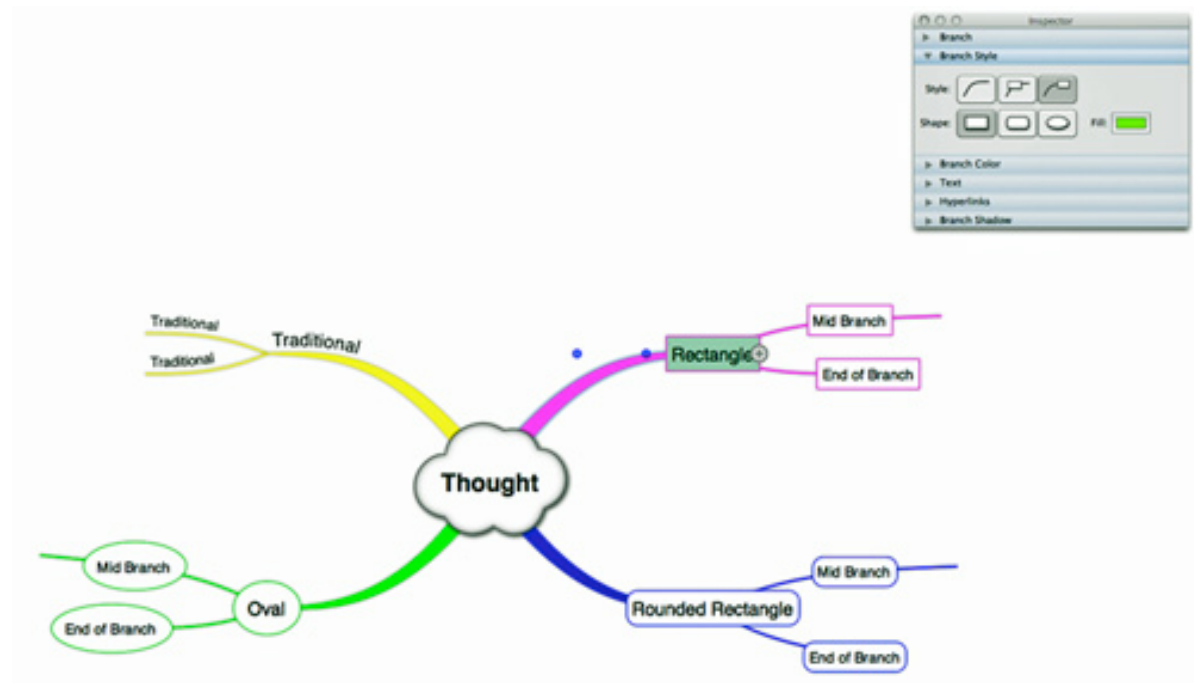 Inspector
Branch
Branch Style
Style:
Shape:
Fill:
Branch Color
Text
Hyperlinks
Branch Shadow
Traditional
Traditional
Traditional
Rectangle
Mid Branch
End of Branch
Thought
Mid Branch
Oval
End of Branch
Mid Branch
Rounded Rectangle
End of Branch